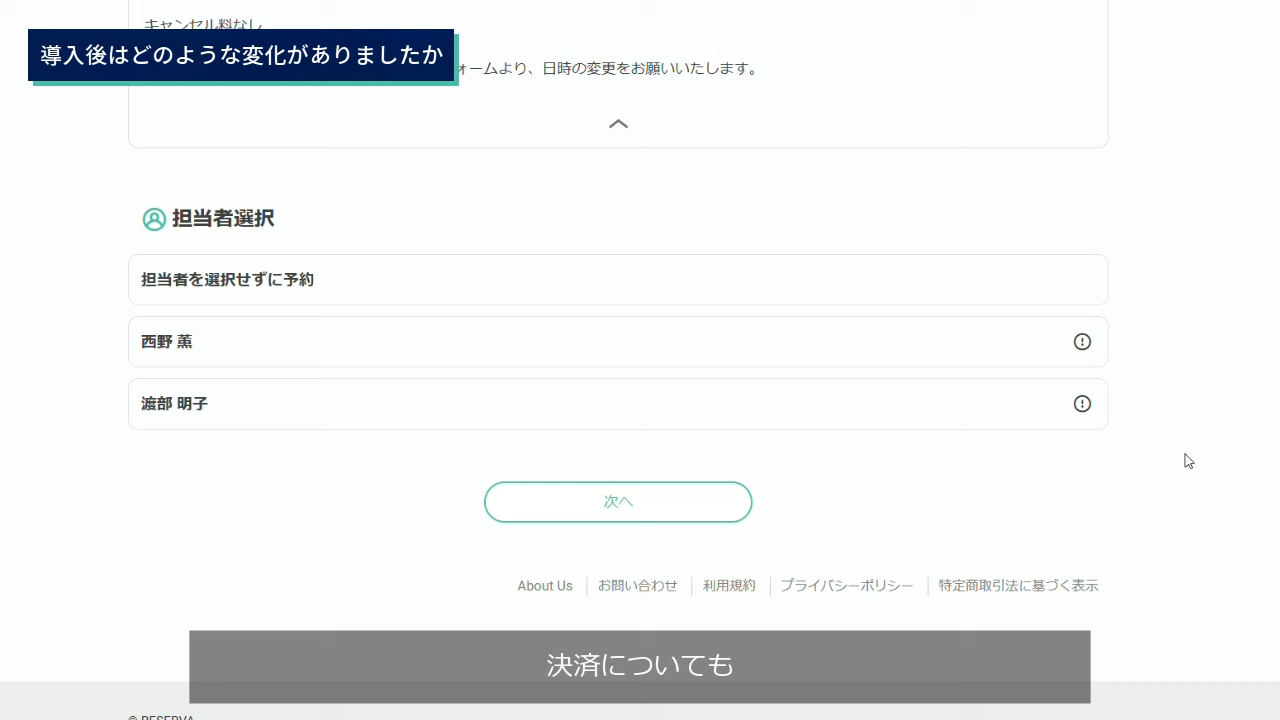 キャンセル料なし
導入後はどのような変化がありましたか
ォームより、日時の変更をお願いいたします。
担当者選択
担当者を選択せずに予約
西野 薫
渡部 明子
次へ
About Us
お問い合わせ
利用規約
プライバシーポリシー
特定商取引法に基づく表示
決済についても
© RESERVA